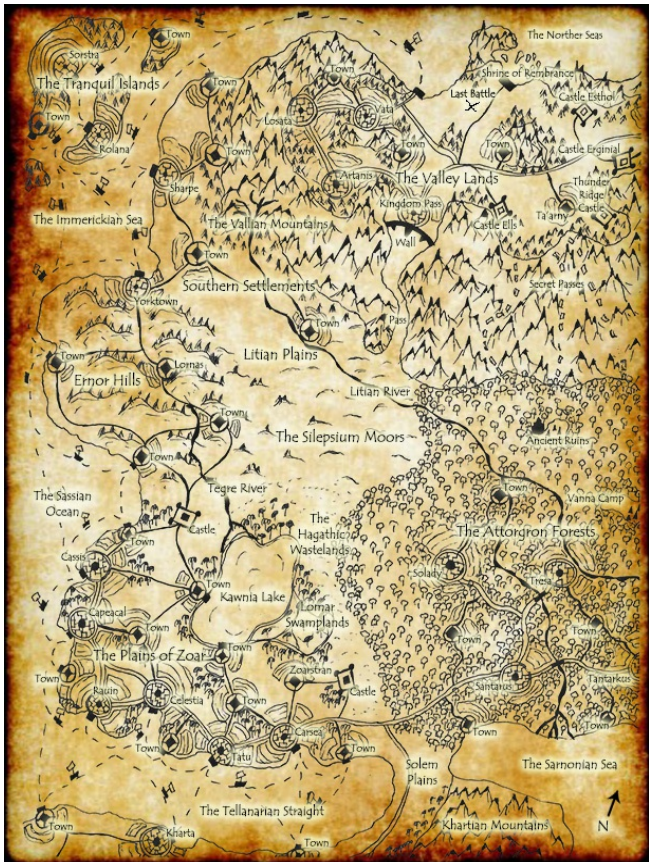 Town
The Norther Seas
Sorstra
Town
Shrine of Rembrance
The Tranquil Islands
Town
Last Battle
Castle Esthol
Vata
Losata
Town
Rolana
Town
Town
Town
Castle Erginial
Artanis
The Valley Lands
Sharpe
Thunder
Ridge
Castle
Kingdom Pass
Ta'arny
The Immerickian Sea
The Vallian Mountains
Castle Ells
Wall
Town
Southern Settlements
Secret Passes
Yorktown
Pass
Town
Litian Plains
Town
Lornas
Ernor Hills
Litian River
Town
The Silepsium Moors
Ancient Ruins
Town
Tegre River
Town
The Sassian
Ocean
Vanna Camp
Castle
The
Hagathic
Wastelands
The Attorgron Forests
Town
Cassis
Solady
Tresa
Town
Kawnia Lake
Lomar
Swamplands
Capeacal
Town
Town
Town
The Plains of Zoar
Town
Zoarstran
Town
Santarus
Tantarkus
Castle
Rauin
Celestia
Town
Town
Town
Carsea
Town
Tatu
Town
Solem
Plains
The Sarnonian Sea
The Tellanarian Straight
Town
Kharta
Khartian Mountains
N
Town